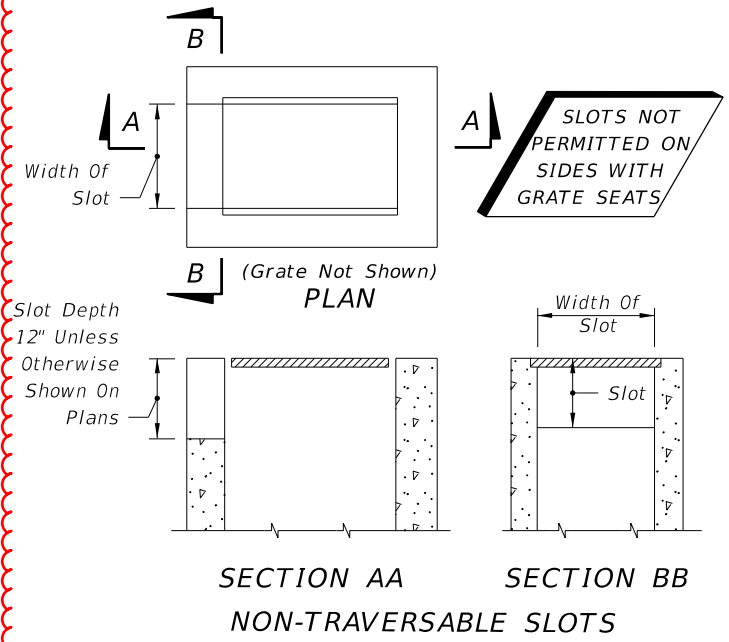 B
A
A
Width Of
Slot
SLOTS NOT
PERMITTED ON
SIDES WITH
GRATE SEATS
B
(Grate Not Shown)
PLAN
Slot Depth
12" Unless
Otherwise
Shown On
Plans
Width Of
Slot
Slot
SECTION AA
SECTION BB
NON-TRAVERSABLE SLOTS